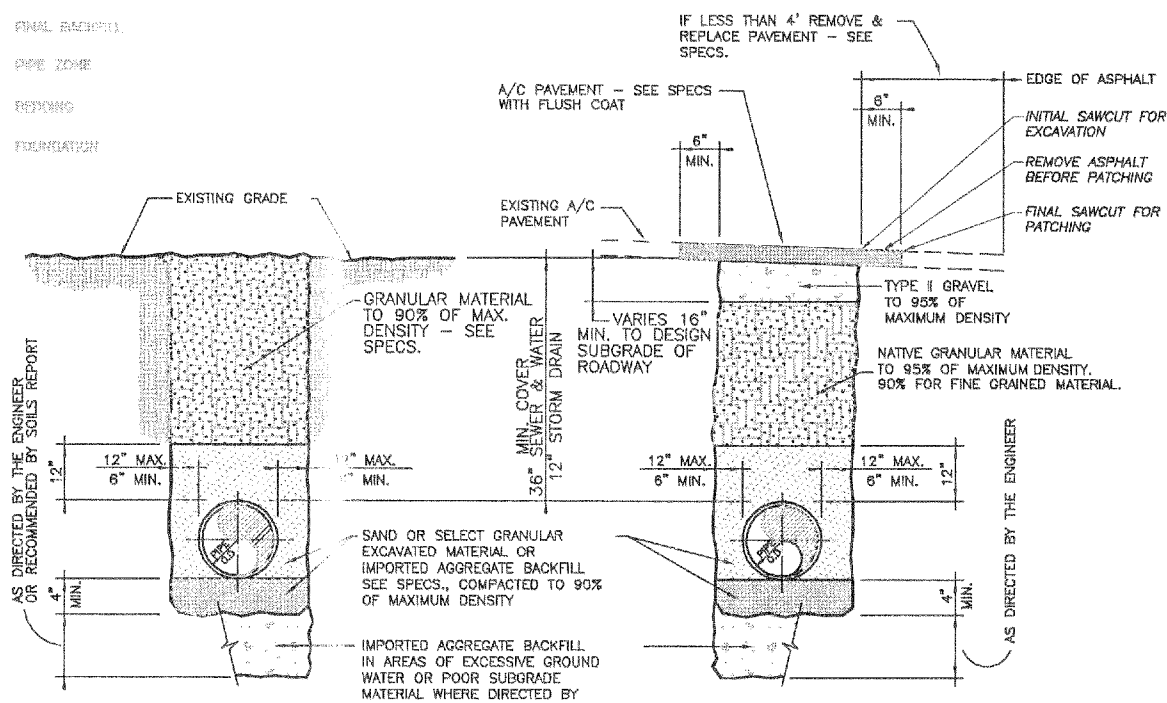 FINAL BACKFILL
PIPE ZONE
BEDDING
FOUNDATION
IF LESS THAN 4' REMOVE &
REPLACE PAVEMENT – SEE
SPECS.
EDGE OF ASPHALT
A/C PAVEMENT – SEE SPECS
WITH FLUSH COAT
6"
MIN.
6"
MIN.
INITIAL SAWCUT FOR
EXCAVATION
REMOVE ASPHALT
BEFORE PATCHING
FINAL SAWCUT FOR
PATCHING
EXISTING GRADE
EXISTING A/C
PAVEMENT
TYPE II GRAVEL
TO 95% OF
MAXIMUM DENSITY
GRANULAR MATERIAL
TO 90% OF MAX.
DENSITY – SEE
SPECS.
VARIES 16"
MIN. TO DESIGN
SUBGRADE OF
ROADWAY
NATIVE GRANULAR MATERIAL
TO 95% OF MAXIMUM DENSITY.
90% FOR FINE GRAINED MATERIAL.
MIN. COVER
36" SEWER & WATER
12" STORM DRAIN
AS DIRECTED BY THE ENGINEER
OR RECOMMENDED BY SOILS REPORT
12"
12" MAX.
6" MIN.
MAX.
MIN.
12" MAX.
6" MIN.
12" MAX.
6" MIN.
12"
PIPE
O.D.
PIPE
O.D.
SAND OR SELECT GRANULAR
EXCAVATED MATERIAL OR
IMPORTED AGGREGATE BACKFILL
SEE SPECS., COMPACTED TO 90%
OF MAXIMUM DENSITY
4"
MIN.
4"
MIN.
AS DIRECTED BY THE ENGINEER
IMPORTED AGGREGATE BACKFILL
IN AREAS OF EXCESSIVE GROUND
WATER OR POOR SUBGRADE
MATERIAL WHERE DIRECTED BY